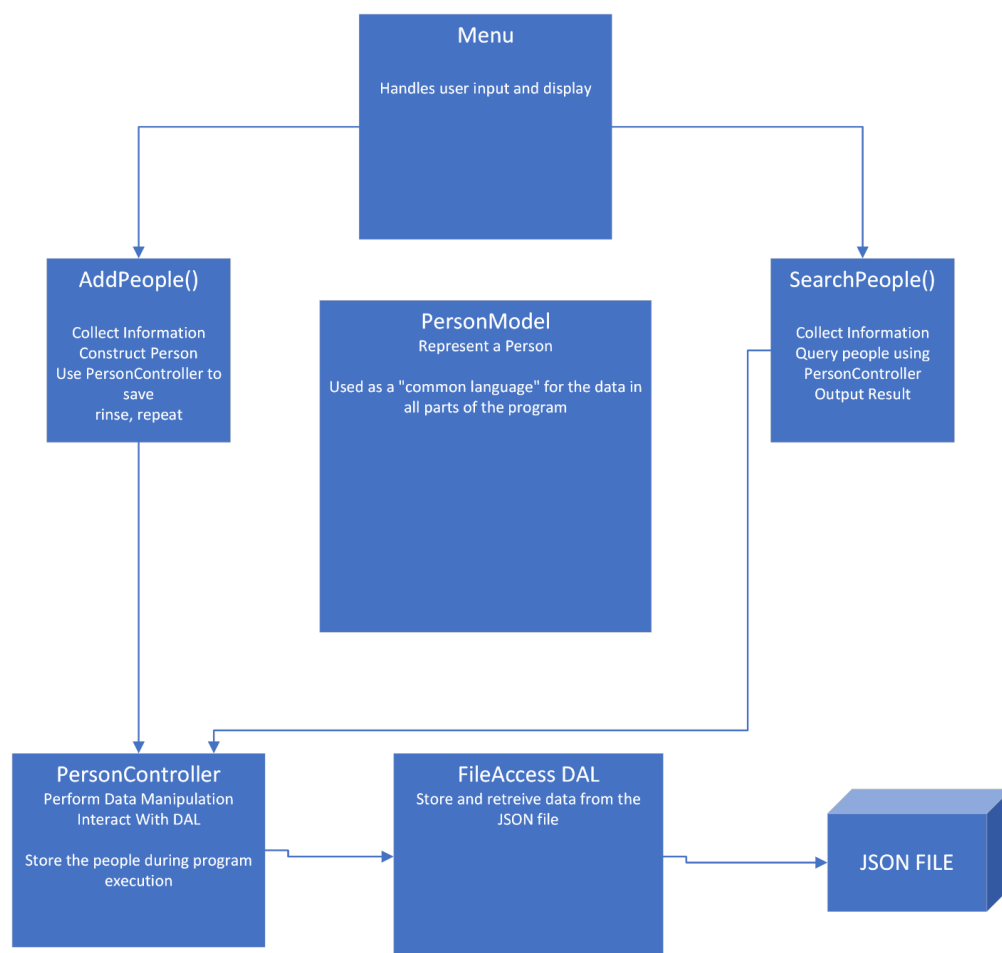 Menu
Handles user input and display
AddPeople()
Collect Information
Construct Person
Use PersonController to
save
rinse, repeat
PersonModel
Represent a Person
Used as a "common language" for the data in
all parts of the program
SearchPeople()
Collect Information
Query people using
PersonController
Output Result
PersonController
Perform Data Manipulation
Interact With DAL
Store the people during program
execution
FileAccess DAL
Store and retreive data from the
JSON file
JSON FILE